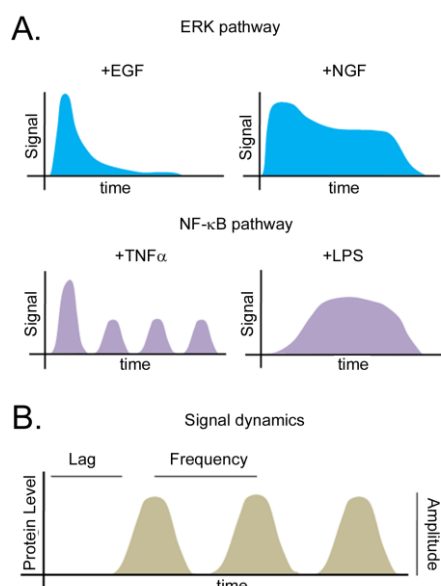 A.
ERK pathway
+EGF
+NGF
Signal
time
Signal
time
NF-κB pathway
+TNFα
+LPS
Signal
time
Signal
time
B.
Signal dynamics
Lag
Frequency
Protein Level
Amplitude
time